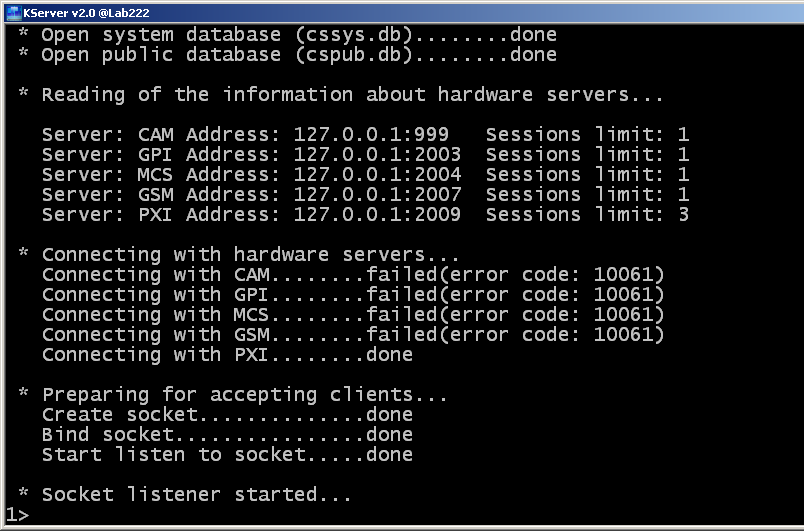 KServer v2.0 @Lab222
* Open system database (cssys.db)........done
* Open public database (cspub.db)........done
* Reading of the information about hardware servers...
Server: CAM Address: 127.0.0.1:999   Sessions limit: 1
Server: GPI Address: 127.0.0.1:2003  Sessions limit: 1
Server: MCS Address: 127.0.0.1:2004  Sessions limit: 1
Server: GSM Address: 127.0.0.1:2007  Sessions limit: 1
Server: PXI Address: 127.0.0.1:2009  Sessions limit: 3
* Connecting with hardware servers...
Connecting with CAM........failed(error code: 10061)
Connecting with GPI........failed(error code: 10061)
Connecting with MCS........failed(error code: 10061)
Connecting with GSM........failed(error code: 10061)
Connecting with PXI........done
* Preparing for accepting clients...
Create socket..............done
Bind socket................done
Start listen to socket.....done
* Socket listener started...
1>